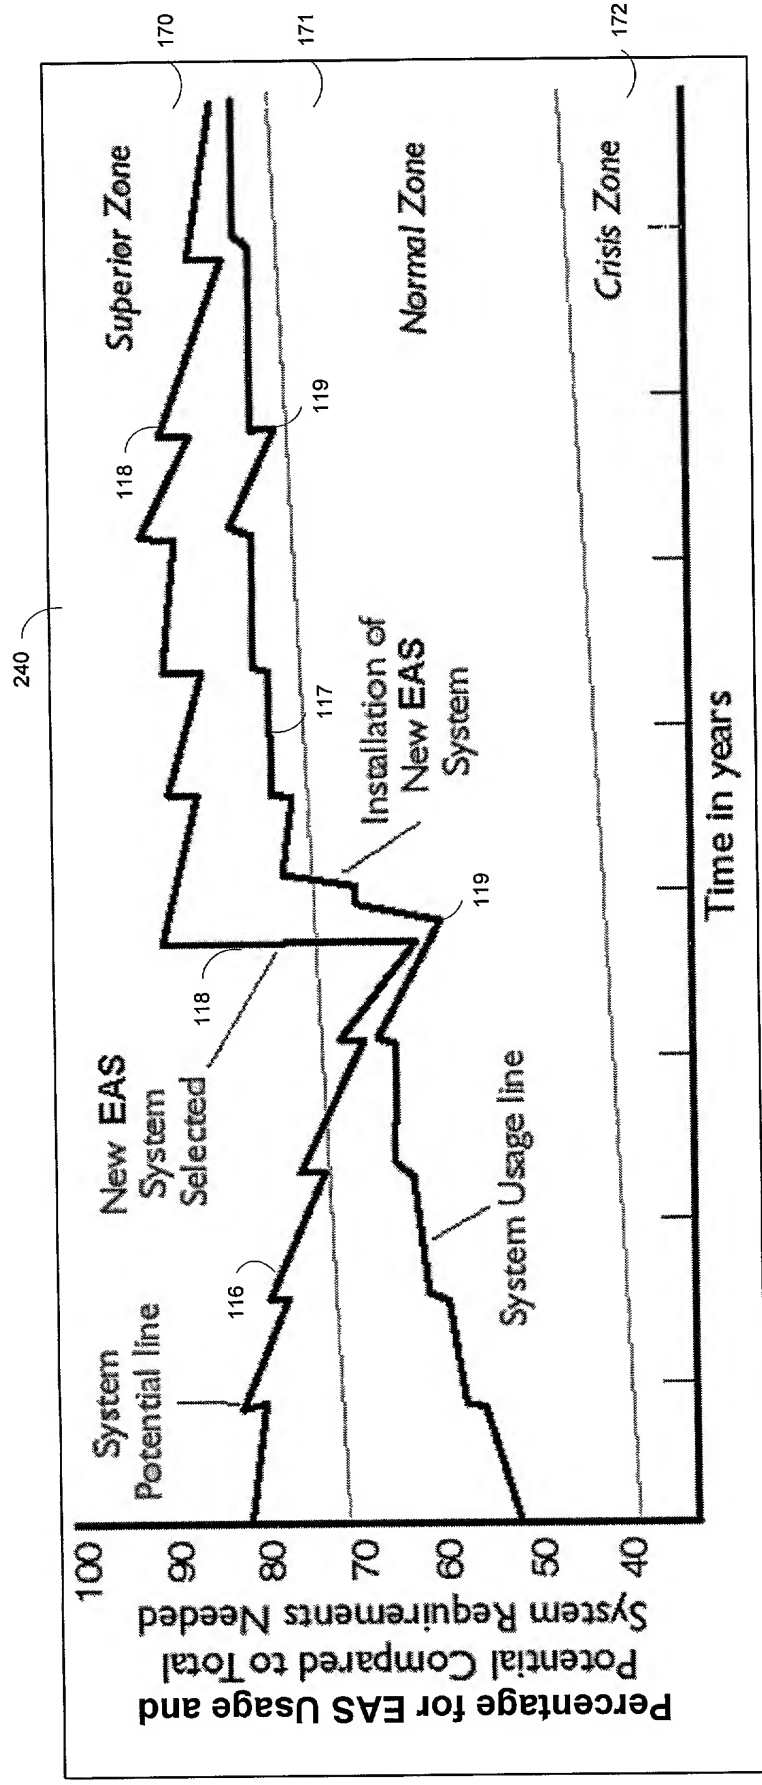 240
170
171
172
Superior Zone
Normal Zone
Crisis Zone
118
119
117
New EAS
System
Selected
118
Installation of
New EAS
System
119
System
Potential line
116
System Usage line
100
90
80
70
60
50
40
Percentage for EAS Usage and
Potential Compared to Total
System Requirements Needed
Time in years